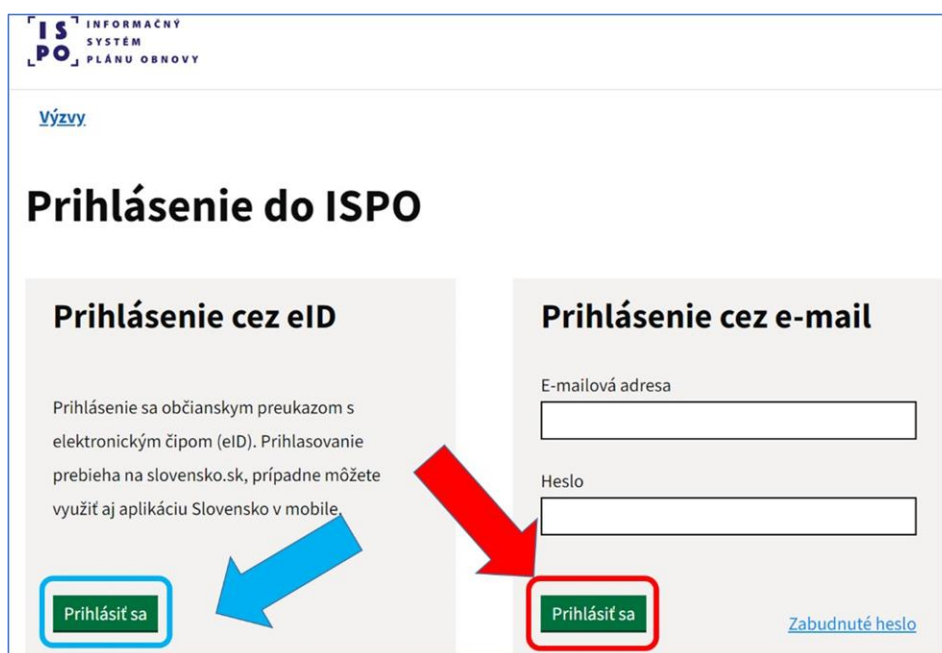 IS INFORMAČNÝ
SYSTÉM
PO PLÁNU OBNOVY
Výzvy
Prihlásenie do ISPO
Prihlásenie cez eID
Prihlásenie sa občianskym preukazom s
elektronickým čipom (eID). Prihlasovanie
prebieha na slovensko.sk, prípadne môžete
využiť aj aplikáciu Slovensko v mobile.
Prihlásiť sa
Prihlásenie cez e-mail
E-mailová adresa
Heslo
Prihlásiť sa
Zabudnuté heslo